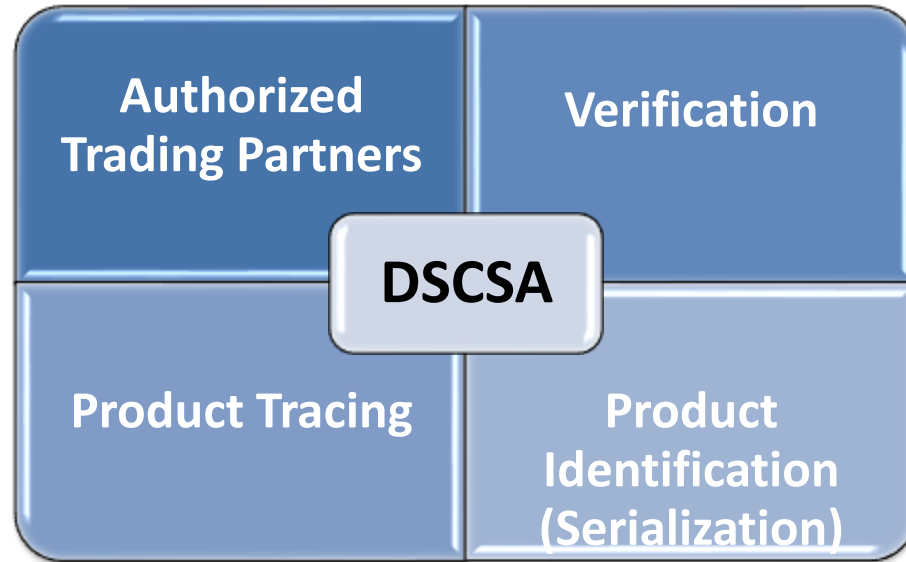 Authorized
Trading Partners
Verification
DSCSA
Product Tracing
Product
Identification
(Serialization)